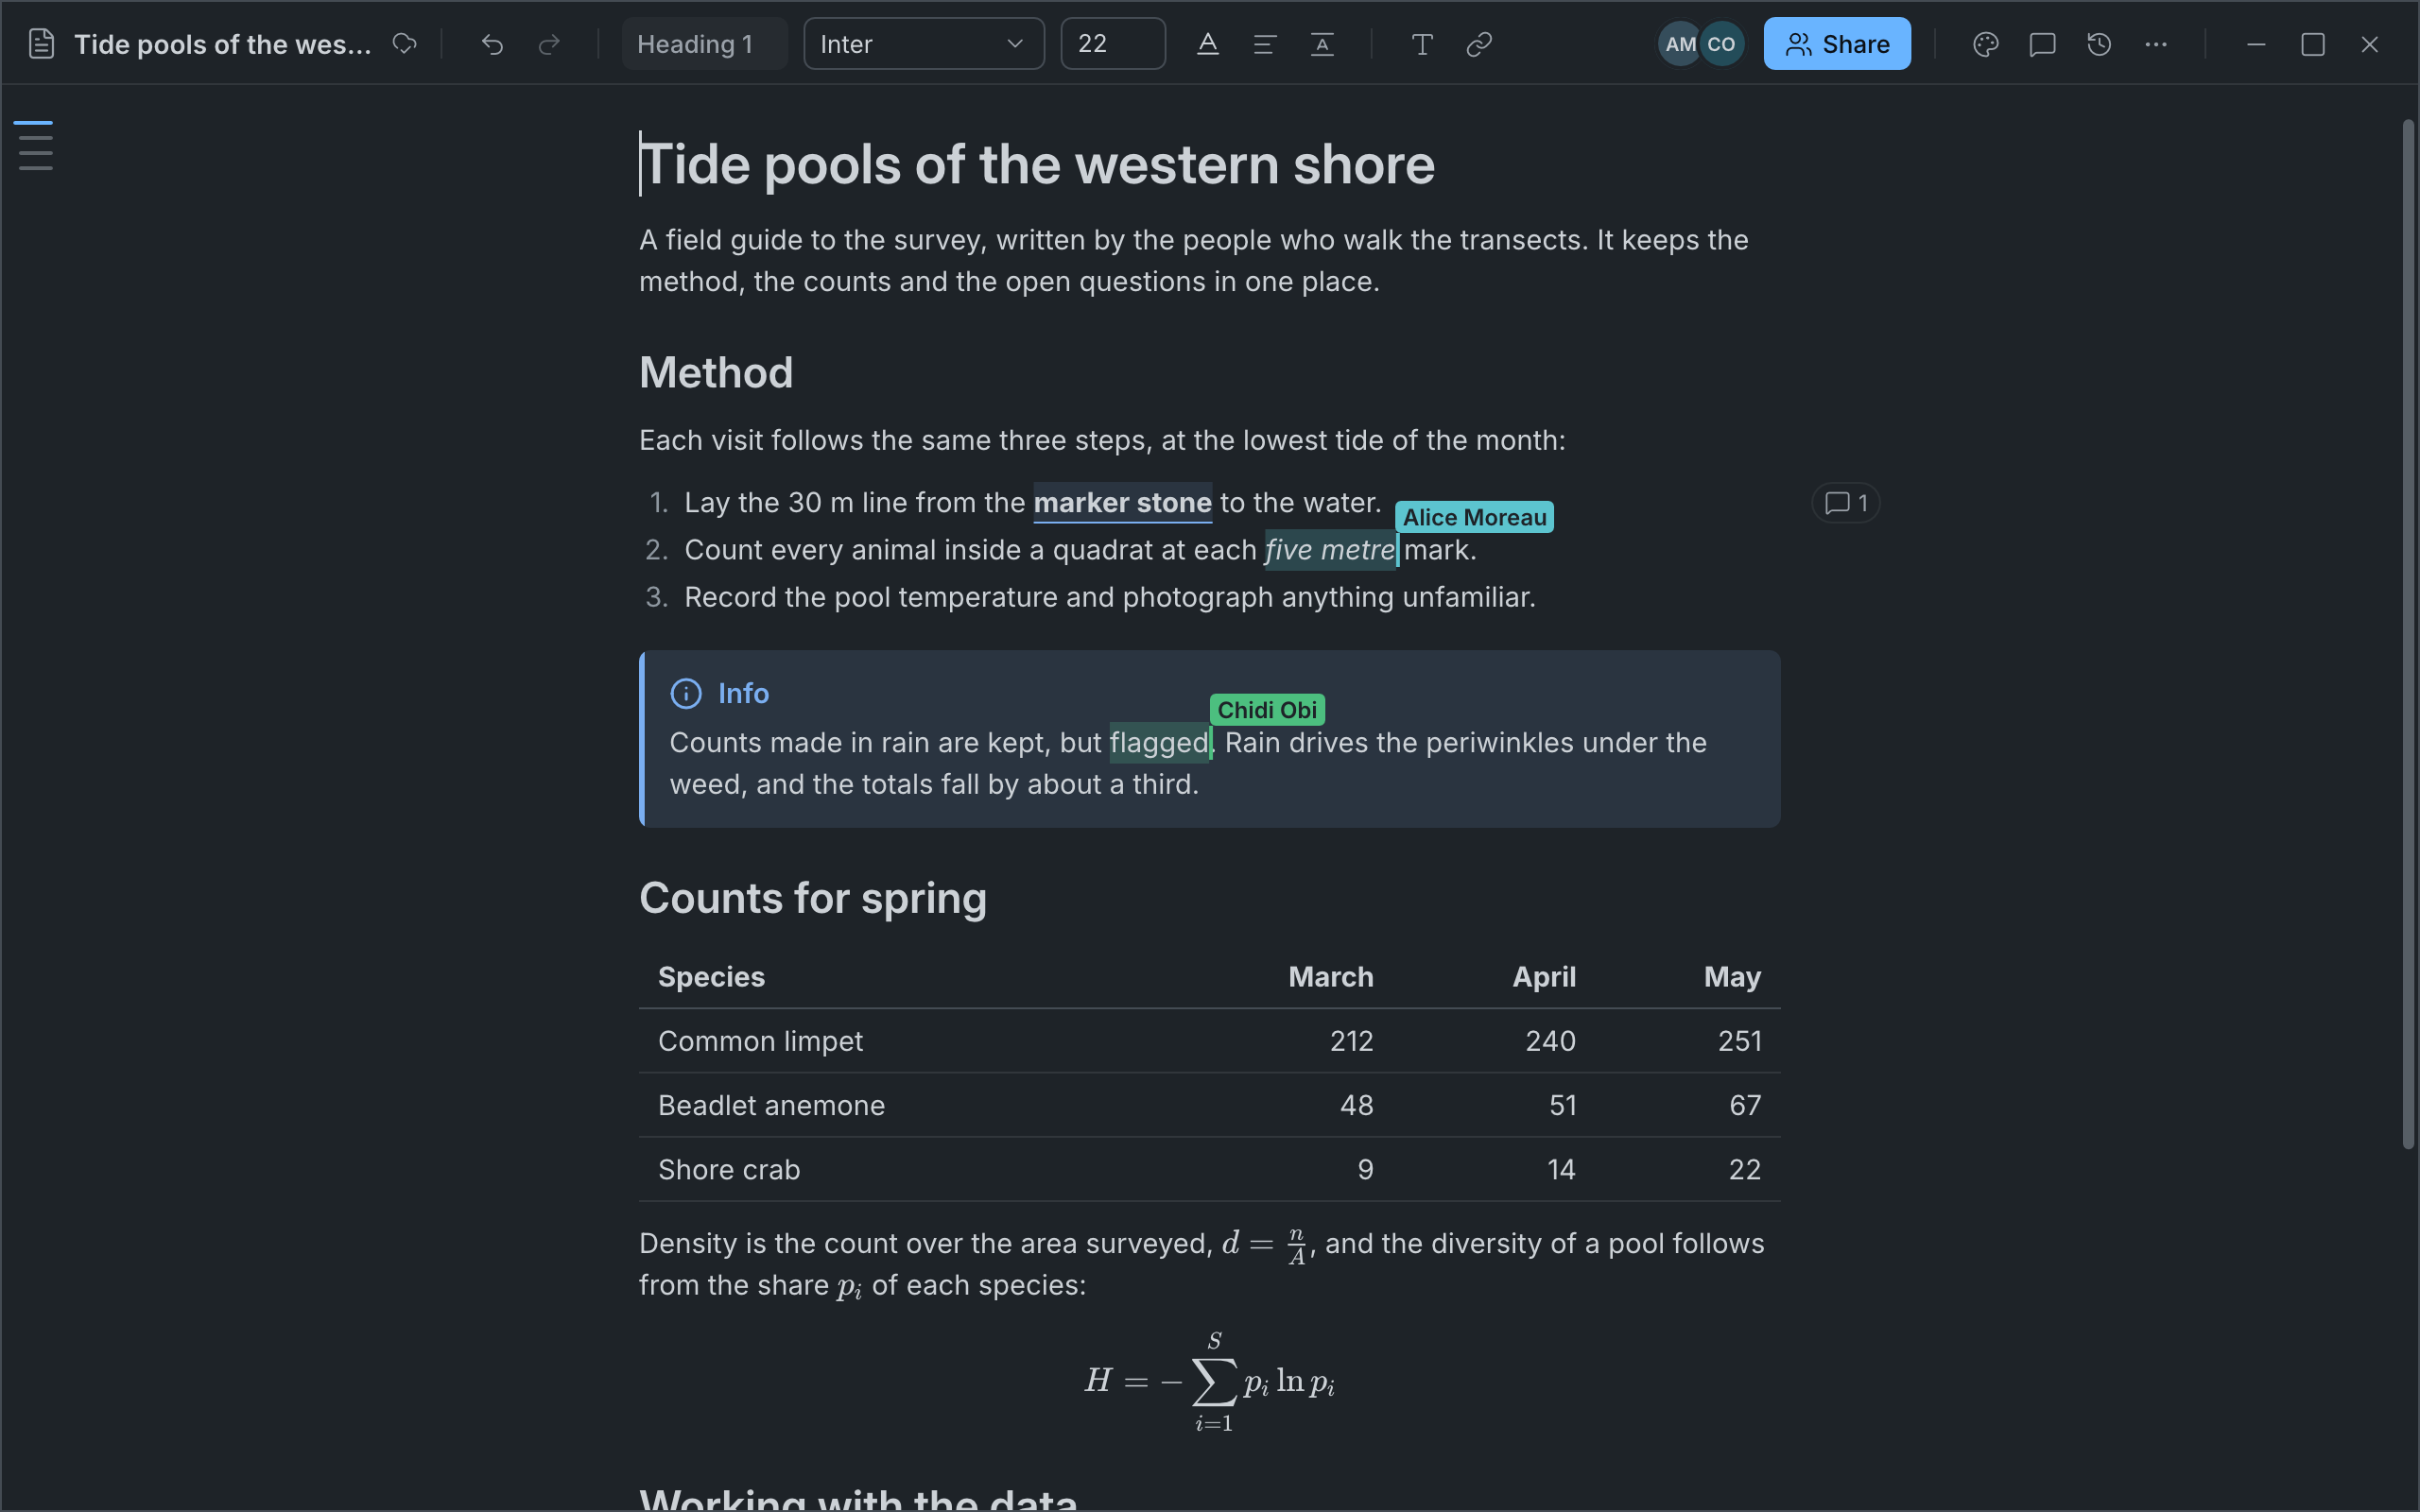 Tide pools of the wes...
Heading 1
Inter
22
AM
CO
Share
Tide pools of the western shore
A field guide to the survey, written by the people who walk the transects. It keeps the
method, the counts and the open questions in one place.
Method
Each visit follows the same three steps, at the lowest tide of the month:
1. Lay the 30 m line from the marker stone to the water.
1
Alice Moreau
2. Count every animal inside a quadrat at each five metre mark.
3. Record the pool temperature and photograph anything unfamiliar.
Info
Chidi Obi
Counts made in rain are kept, but flagged. Rain drives the periwinkles under the
weed, and the totals fall by about a third.
Counts for spring
Species March April May
Common limpet 212 240 251
Beadlet anemone 48 51 67
Shore crab 9 14 22
Density is the count over the area surveyed, d = n/A, and the diversity of a pool follows
from the share p_i of each species:
H = − ∑_{i=1}^{S} p_i ln p_i
Working with the data